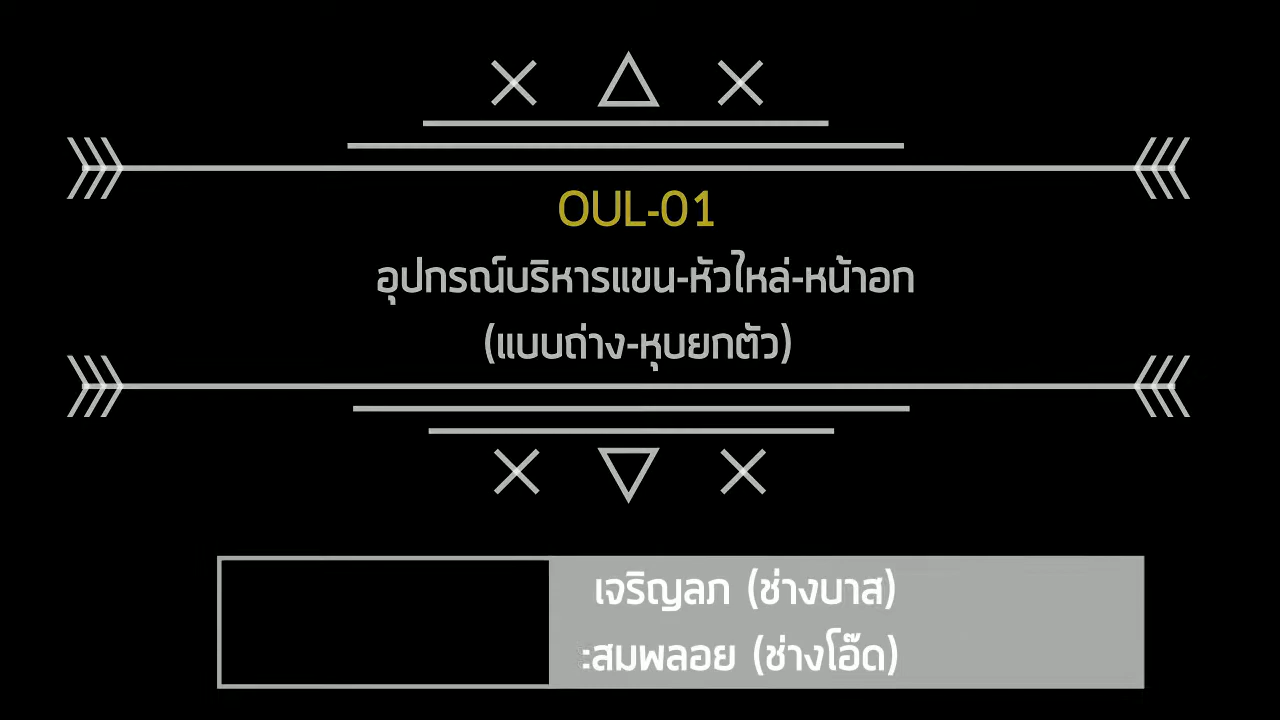 OUL-01
อุปกรณ์บริหารแขน-หัวไหล่-หน้าอก
(แบบถ่าง-หุบยกตัว)
เจริญลภ (ช่างบาส)
:สมพลอย (ช่างโอ๊ด)